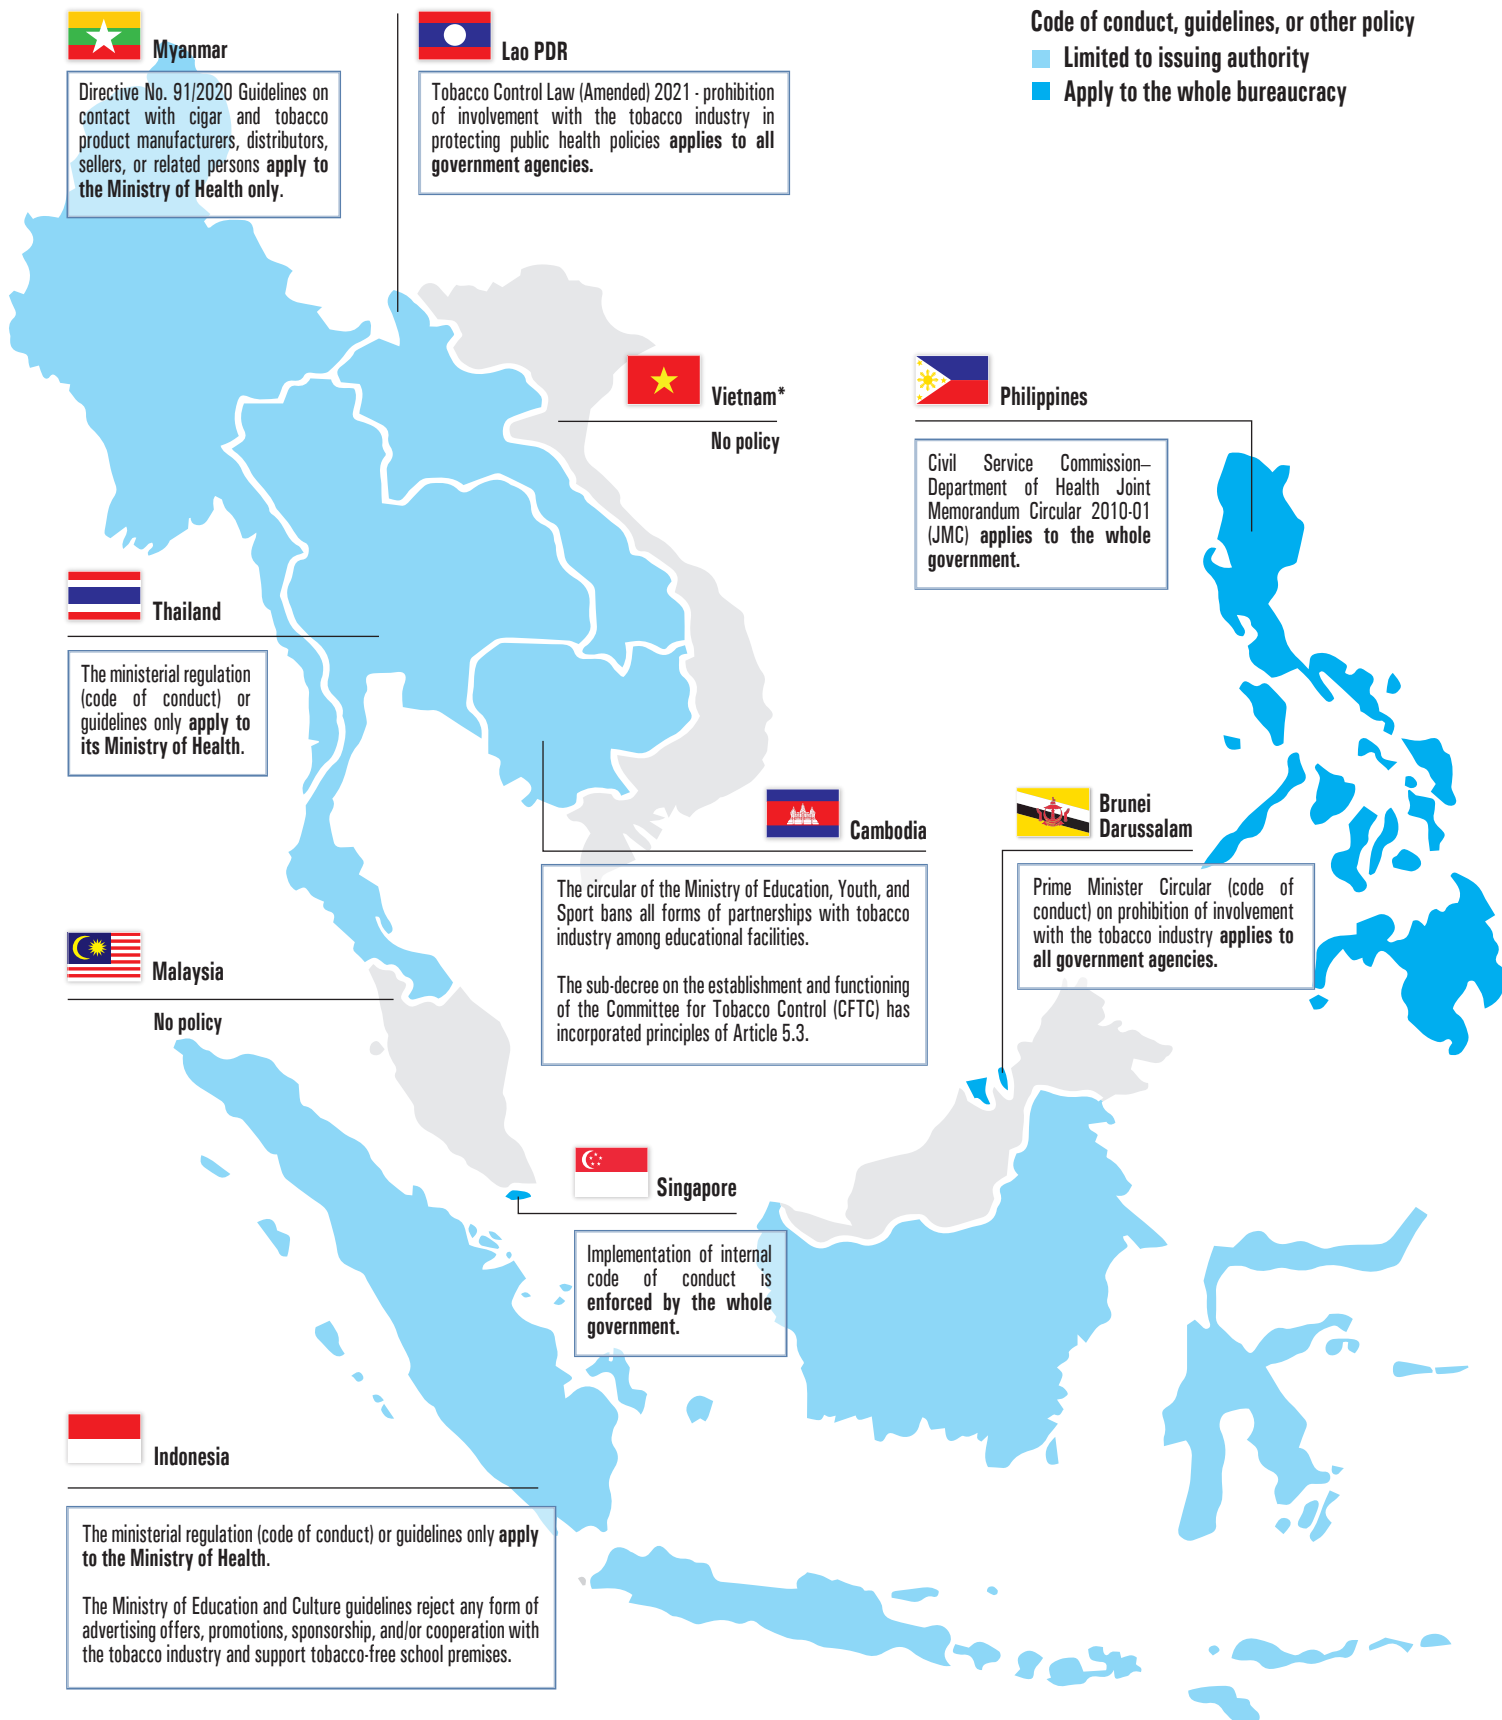 Code of conduct, guidelines, or other policy
Limited to issuing authority
Apply to the whole bureaucracy
Myanmar
Directive No. 91/2020 Guidelines on
contact with cigar and tobacco
product manufacturers, distributors,
sellers, or related persons apply to
the Ministry of Health only.
Lao PDR
Tobacco Control Law (Amended) 2021 - prohibition
of involvement with the tobacco industry in
protecting public health policies applies to all
government agencies.
Vietnam*
No policy
Philippines
Civil Service Commission–
Department of Health Joint
Memorandum Circular 2010-01
(JMC) applies to the whole
government.
Thailand
The ministerial regulation
(code of conduct) or
guidelines only apply to
its Ministry of Health.
Cambodia
The circular of the Ministry of Education, Youth, and
Sport bans all forms of partnerships with tobacco
industry among educational facilities.
The sub-decree on the establishment and functioning
of the Committee for Tobacco Control (CFTC) has
incorporated principles of Article 5.3.
Brunei
Darussalam
Prime Minister Circular (code of
conduct) on prohibition of involvement
with the tobacco industry applies to
all government agencies.
Malaysia
No policy
Singapore
Implementation of internal
code of conduct is
enforced by the whole
government.
Indonesia
The ministerial regulation (code of conduct) or guidelines only apply
to the Ministry of Health.
The Ministry of Education and Culture guidelines reject any form of
advertising offers, promotions, sponsorship, and/or cooperation with
the tobacco industry and support tobacco-free school premises.